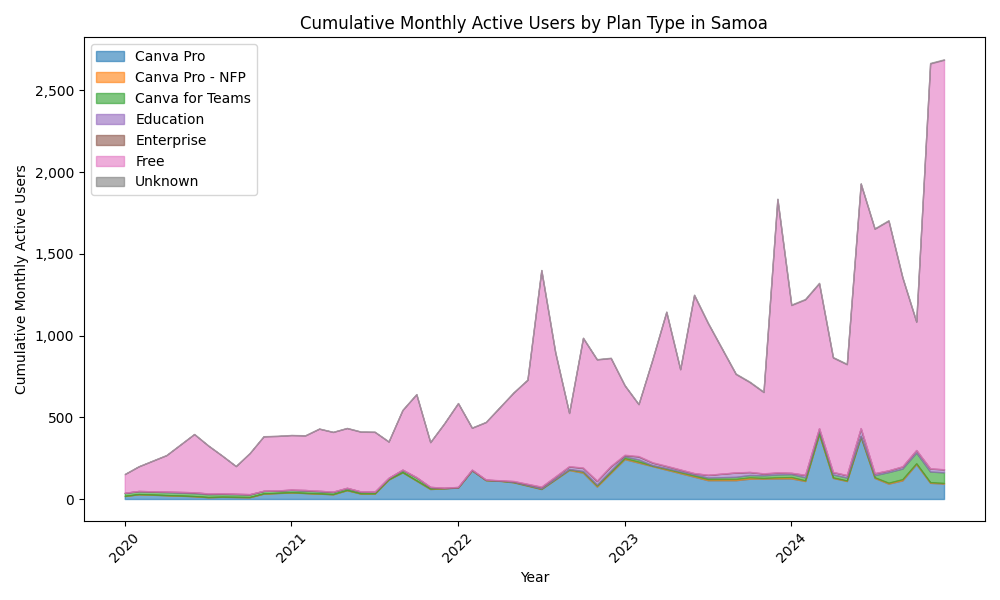 Cumulative Monthly Active Users by Plan Type in Samoa
Canva Pro
Canva Pro - NFP
Canva for Teams
Education
Enterprise
Free
Unknown
Cumulative Monthly Active Users
2,500
2,000
1,500
1,000
500
0
2020
2021
2022
2023
2024
Year